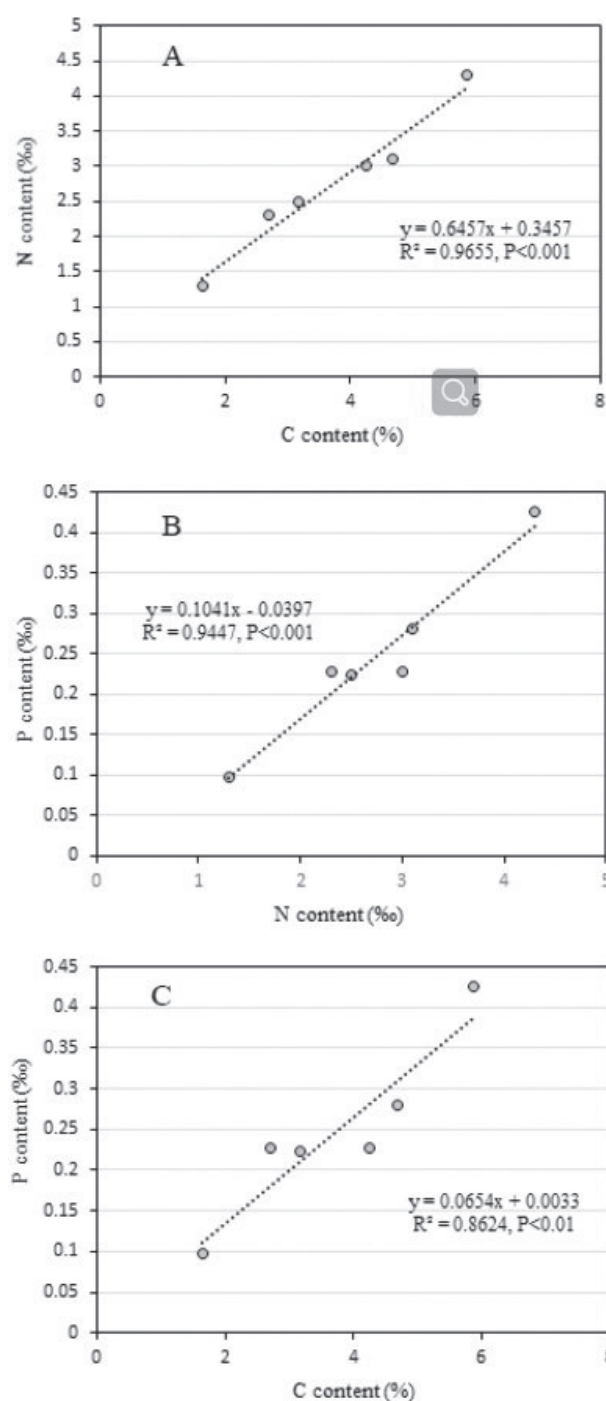 A
5
4.5
4
3.5
3
2.5
2
1.5
1
0.5
0
N content (‰)
y = 0.6457x + 0.3457
R² = 0.9655, P<0.001
0 2 4 6 8
C content (%)
B
0.45
0.4
0.35
0.3
0.25
0.2
0.15
0.1
0.05
0
P content (‰)
y = 0.1041x - 0.0397
R² = 0.9447, P<0.001
0 1 2 3 4 5
N content (‰)
C
0.45
0.4
0.35
0.3
0.25
0.2
0.15
0.1
0.05
0
P content (‰)
y = 0.0654x + 0.0033
R² = 0.8624, P<0.01
0 2 4 6 8
C content (%)